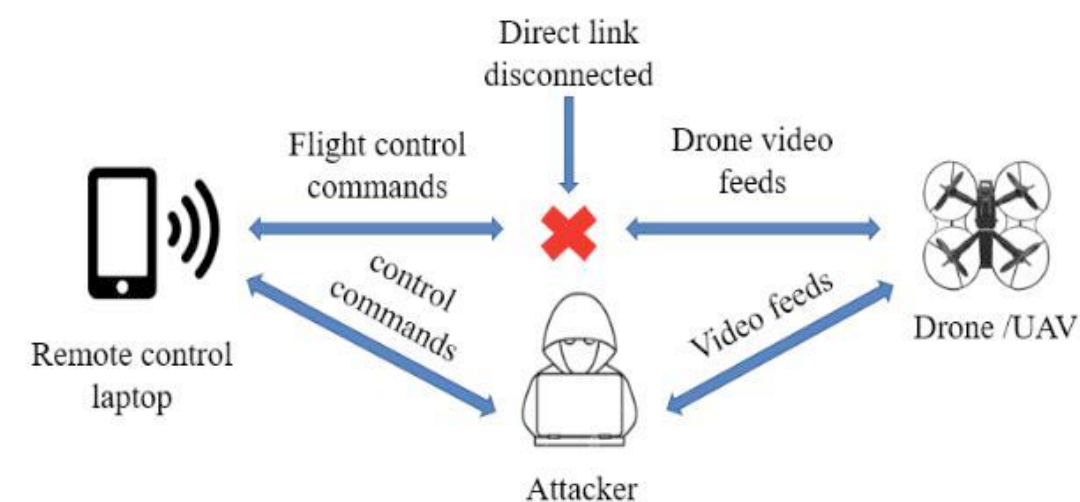 Direct link
disconnected
Flight control
commands
Drone video
feeds
control
commands
Video feeds
Remote control
laptop
Drone /UAV
Attacker